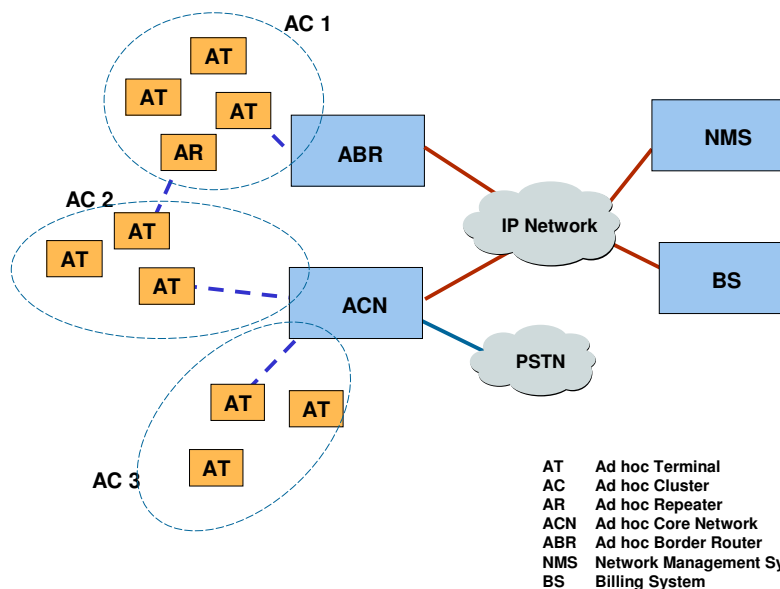 AC 1
AT
AT
AT
AR
ABR
NMS
AC 2
AT
AT
AT
IP Network
BS
ACN
PSTN
AT
AT
AT
AC 3
AT Ad hoc Terminal
AC Ad hoc Cluster
AR Ad hoc Repeater
ACN Ad hoc Core Network
ABR Ad hoc Border Router
NMS Network Management Sy
BS Billing System